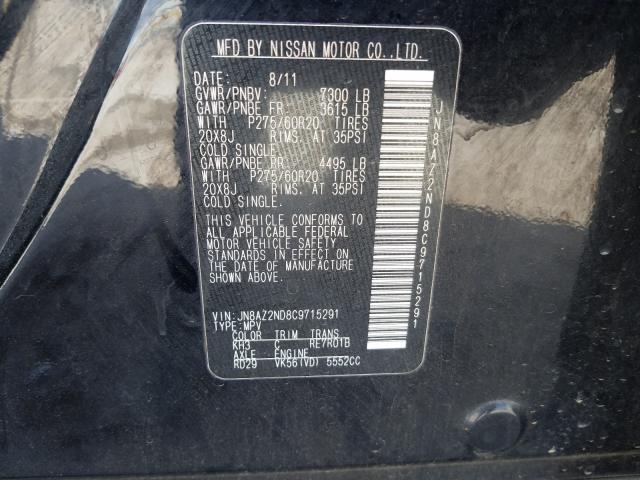 MFD BY NISSAN MOTOR CO.,LTD.
DATE: 8/11
GVWR/PNBV: 7300 LB
GAWR/PNBE FR: 3615 LB
WITH P275/60R20 TIRES
20X8J RIMS. AT 35PSI
COLD SINGLE.
GAWR/PNBE RR: 4495 LB
WITH P275/60R20 TIRES
20X8J RIMS. AT 35PSI
COLD SINGLE.
THIS VEHICLE CONFORMS TO
ALL APPLICABLE FEDERAL
MOTOR VEHICLE SAFETY
STANDARDS IN EFFECT ON
THE DATE OF MANUFACTURE
SHOWN ABOVE.
VIN: JN8AZ2ND8C9715291
TYPE: MPV
COLOR TRIM TRANS
KH3 C RE7R01B
AXLE ENGINE
RD29 VK56(VD) 5552CC
JN8AZ2ND8C9715291